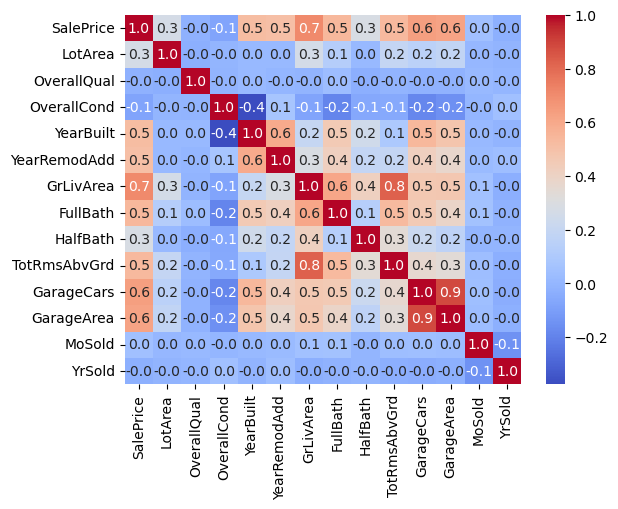 SalePrice 1.0 0.3 -0.0 -0.1 0.5 0.5 0.7 0.5 0.3 0.5 0.6 0.6 0.0 -0.0
LotArea 0.3 1.0 -0.0 -0.0 0.0 0.0 0.3 0.1 0.0 0.2 0.2 0.2 0.0 -0.0
OverallQual -0.0 -0.0 1.0 -0.0 0.0 -0.0 -0.0 0.0 -0.0 -0.0 -0.0 -0.0 -0.0 -0.0
OverallCond -0.1 -0.0 -0.0 1.0 -0.4 0.1 -0.1 -0.2 -0.1 -0.1 -0.2 -0.2 -0.0 0.0
YearBuilt 0.5 0.0 0.0 -0.4 1.0 0.6 0.2 0.5 0.2 0.1 0.5 0.5 0.0 -0.0
YearRemodAdd 0.5 0.0 -0.0 0.1 0.6 1.0 0.3 0.4 0.2 0.2 0.4 0.4 0.0 0.0
GrLivArea 0.7 0.3 -0.0 -0.1 0.2 0.3 1.0 0.6 0.4 0.8 0.5 0.5 0.1 -0.0
FullBath 0.5 0.1 0.0 -0.2 0.5 0.4 0.6 1.0 0.1 0.5 0.5 0.4 0.1 -0.0
HalfBath 0.3 0.0 -0.0 -0.1 0.2 0.2 0.4 0.1 1.0 0.3 0.2 0.2 -0.0 -0.0
TotRmsAbvGrd 0.5 0.2 -0.0 -0.1 0.1 0.2 0.8 0.5 0.3 1.0 0.4 0.3 0.0 -0.0
GarageCars 0.6 0.2 -0.0 -0.2 0.5 0.4 0.5 0.5 0.2 0.4 1.0 0.9 0.0 -0.0
GarageArea 0.6 0.2 -0.0 -0.2 0.5 0.4 0.5 0.4 0.2 0.3 0.9 1.0 0.0 -0.0
MoSold 0.0 0.0 -0.0 -0.0 0.0 0.0 0.1 0.1 -0.0 0.0 0.0 0.0 1.0 -0.1
YrSold -0.0 -0.0 -0.0 0.0 -0.0 0.0 -0.0 -0.0 -0.0 -0.0 -0.0 -0.0 -0.1 1.0
SalePrice
LotArea
OverallQual
OverallCond
YearBuilt
YearRemodAdd
GrLivArea
FullBath
HalfBath
TotRmsAbvGrd
GarageCars
GarageArea
MoSold
YrSold
1.0
0.8
0.6
0.4
0.2
0.0
−0.2